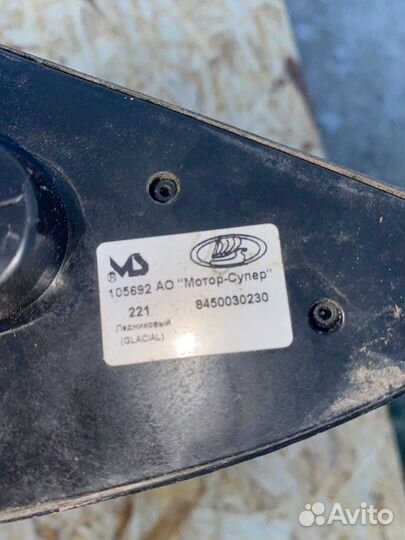 MS
®
105692 АО "Мотор-Супер"
221 8450030230
Ледниковый
(GLACIAL)
Avito